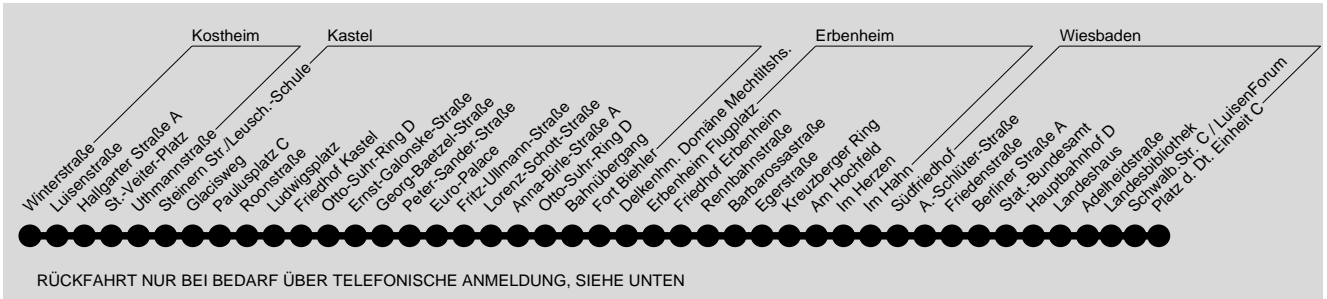 Kostheim
Kastel
Erbenheim
Wiesbaden
Winterstraße
Luisenstraße
Hallgarter Straße A
St.-Veiter-Platz
Uthmannstraße
Steinern Str./Leusch.-Schule
Glacisweg
Paulusplatz C
Roonstraße
Ludwigsplatz
Friedhof Kastel
Otto-Suhr-Ring D
Ernst-Galonske-Straße
Georg-Baetzel-Straße
Peter-Sander-Straße
Euro-Palace
Fritz-Ullmann-Straße
Lorenz-Schott-Straße
Anna-Birle-Straße A
Otto-Suhr-Ring D
Bahnübergang
Fort Biehler
Delkenhm. Domäne Mechtiltshs.
Erbenheim Flugplatz
Friedhof Erbenheim
Rennbahnstraße
Barbarossastraße
Egerstraße
Kreuzberger Ring
Am Hochfeld
Im Herzen
Im Hahn
Südfriedhof
A.-Schlüter-Straße
Friedenstraße
Berliner Straße A
Stat.-Bundesamt
Hauptbahnhof D
Landeshaus
Adelheidstraße
Landesbibliothek
Schwalb.Str. C / LuisenForum
Platz d. Dt. Einheit C
RÜCKFAHRT NUR BEI BEDARF ÜBER TELEFONISCHE ANMELDUNG, SIEHE UNTEN